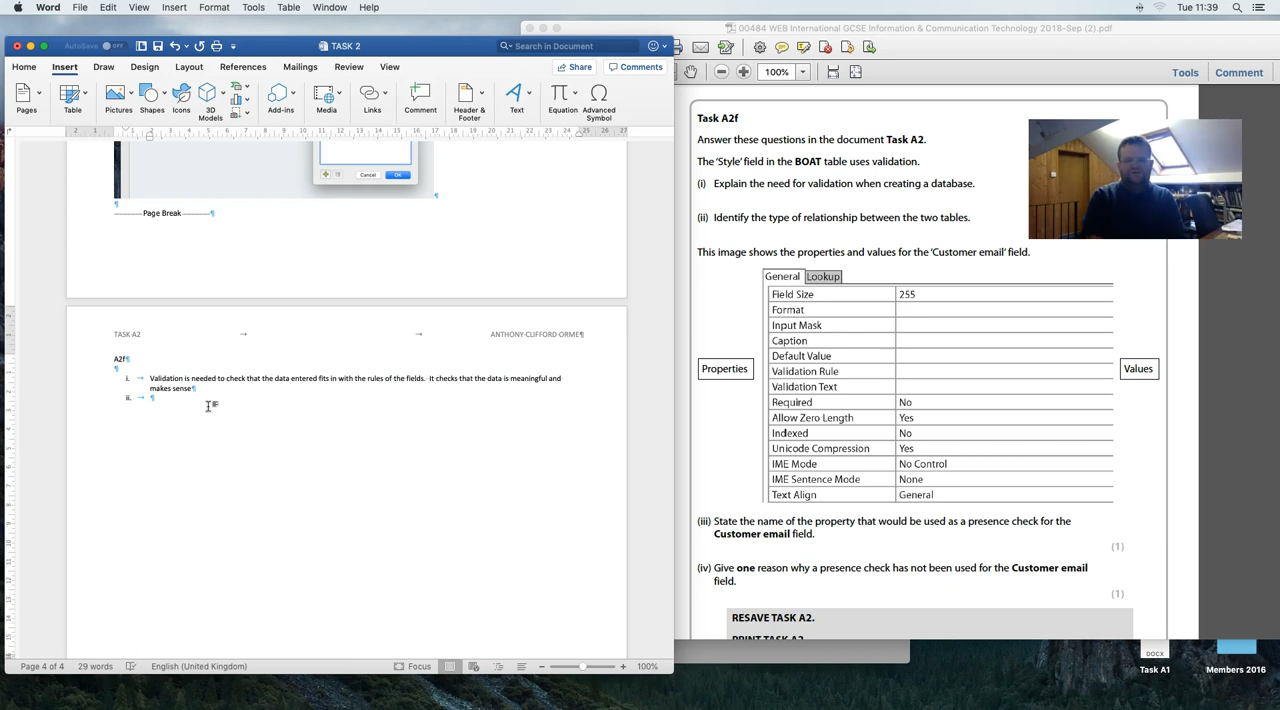 Word File Edit View Insert Format Tools Table Window Help
Tue 11:39
00484 WEB International GCSE Information & Communication Technology 2018-Sep (2).pdf
AutoSave OFF
TASK 2
Search in Document
Home Insert Draw Design Layout References Mailings Review View
Share Comments
Pages Table Pictures Shapes Icons 3D Models Add-ins Media Links Comment Header & Footer Text Equation Advanced Symbol
100%
Tools Comment
Cancel OK
Page Break
TASK·A2
ANTHONY·CLIFFORD·ORME¶
A2f¶
i. Validation is needed to check that the data entered fits in with the rules of the fields. It checks that the data is meaningful and
makes sense¶
ii. ¶
Page 4 of 4 29 words English (United Kingdom) Focus 100%
Task A2f
Answer these questions in the document Task A2.
The 'Style' field in the BOAT table uses validation.
(i) Explain the need for validation when creating a database.
(ii) Identify the type of relationship between the two tables.
This image shows the properties and values for the 'Customer email' field.
General Lookup
Field Size 255
Format
Input Mask
Caption
Default Value
Validation Rule
Validation Text
Required No
Allow Zero Length Yes
Indexed No
Unicode Compression Yes
IME Mode No Control
IME Sentence Mode None
Text Align General
Properties
Values
(iii) State the name of the property that would be used as a presence check for the
Customer email field.
(1)
(iv) Give one reason why a presence check has not been used for the Customer email
field.
(1)
RESAVE TASK A2.
PRINT TASK A2
DOCX
Task A1
Members 2016